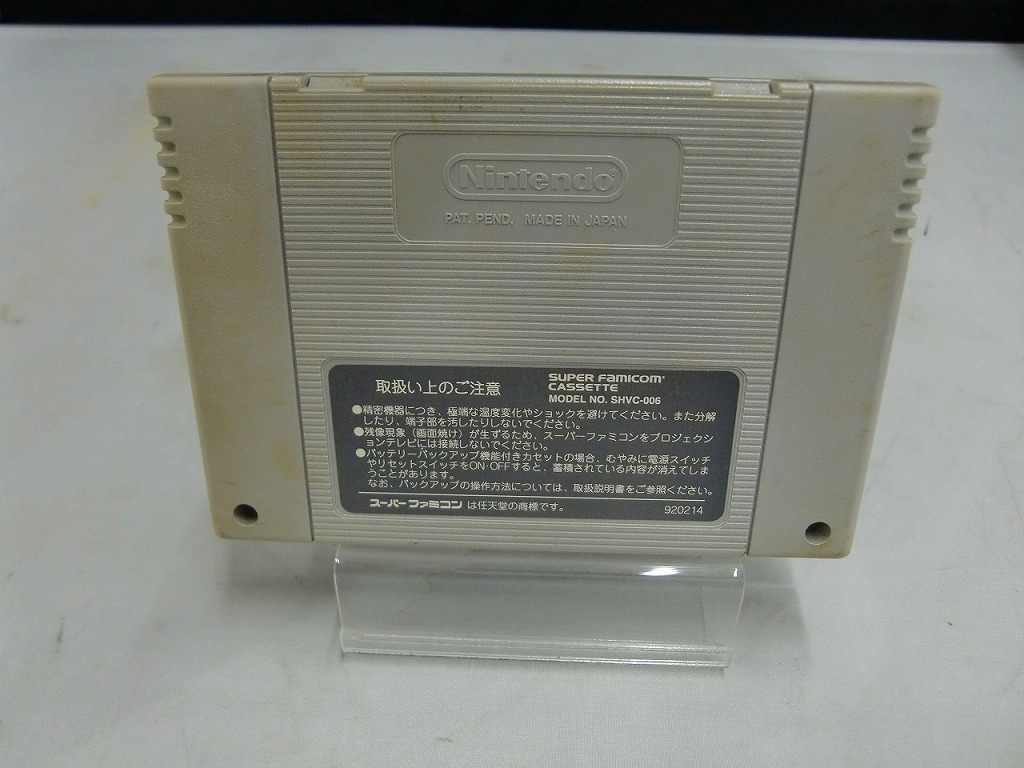 Nintendo®
PAT. PEND. MADE IN JAPAN
取扱い上のご注意
SUPER FAMICOM
CASSETTE
MODEL NO. SHVC-006
●精密機器につき、極端な温度変化やショックを避けてください。また分解
したり、端子部を汚したりしないでください。
●残像現象（画面焼け）が生ずるため、スーパーファミコンをプロジェクシ
ョンテレビには接続しないでください。
●バッテリーバックアップ機能付きカセットの場合、むやみに電源スイッチ
やリセットスイッチをON・OFFすると、蓄積されている内容が消えてしま
うことがあります。
なお、バックアップの操作方法については、取扱説明書をご参照ください。
スーパーファミコン は任天堂の商標です。
920214